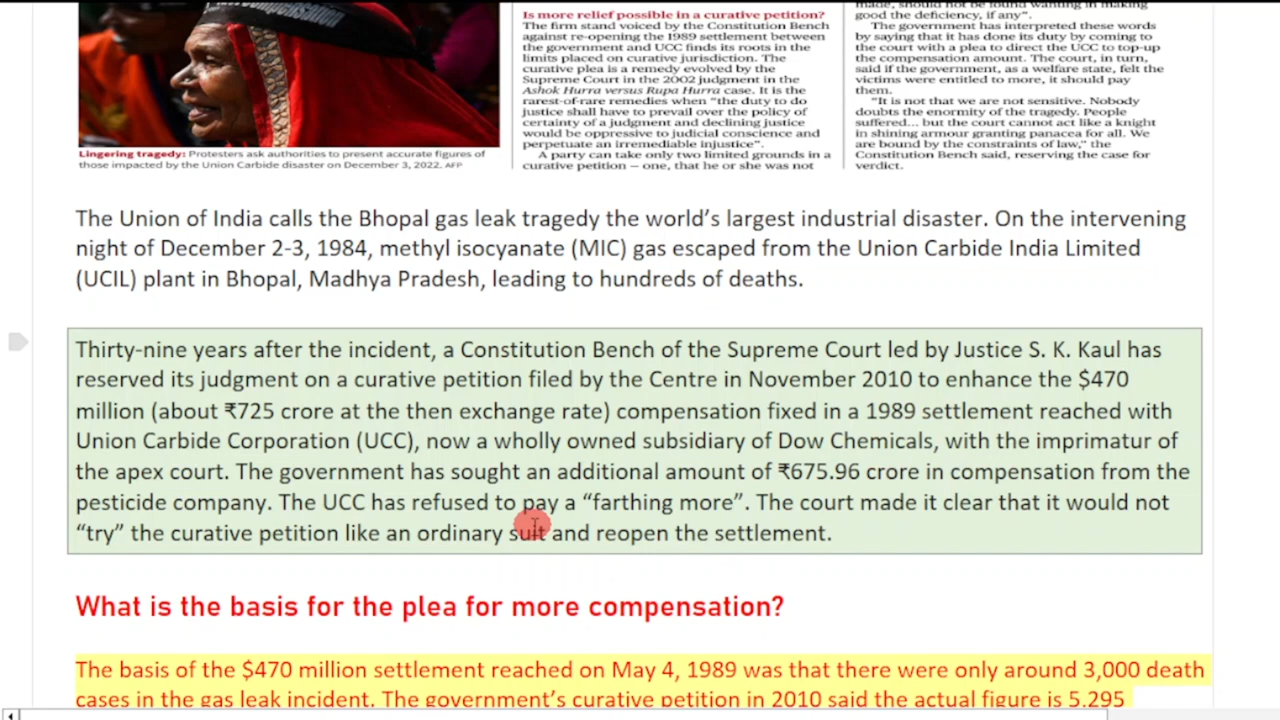 Is more relief possible in a curative petition?
The firm stand voiced by the Constitution Bench
against re-opening the 1989 settlement between
the government and UCC finds its roots in the
limits placed on curative jurisdiction. The
curative plea is a remedy evolved by the
Supreme Court in the 2002 judgment in the
Ashok Hurra versus Rupa Hurra case. It is the
rarest-of-rare remedies when “the duty to do
justice shall have to prevail over the policy of
certainty of a judgment and declining justice
would be oppressive to judicial conscience and
perpetuate an irremediable injustice”.
A party can take only two limited grounds in a
curative petition — one, that he or she was not
made, should not be found wanting in making
good the deficiency, if any”.
The government has interpreted these words
by saying that it has done its duty by coming to
the court with a plea to direct the UCC to top-up
the compensation amount. The court, in turn,
said if the government, as a welfare state, felt the
victims were entitled to more, it should pay
them.
“It is not that we are not sensitive. Nobody
doubts the enormity of the tragedy. People
suffered... but the court cannot act like a knight
in shining armour granting panacea for all. We
are bound by the constraints of law,” the
Constitution Bench said, reserving the case for
verdict.
Lingering tragedy: Protesters ask authorities to present accurate figures of
those impacted by the Union Carbide disaster on December 3, 2022. AFP
The Union of India calls the Bhopal gas leak tragedy the world’s largest industrial disaster. On the intervening
night of December 2-3, 1984, methyl isocyanate (MIC) gas escaped from the Union Carbide India Limited
(UCIL) plant in Bhopal, Madhya Pradesh, leading to hundreds of deaths.
Thirty-nine years after the incident, a Constitution Bench of the Supreme Court led by Justice S. K. Kaul has
reserved its judgment on a curative petition filed by the Centre in November 2010 to enhance the $470
million (about ₹725 crore at the then exchange rate) compensation fixed in a 1989 settlement reached with
Union Carbide Corporation (UCC), now a wholly owned subsidiary of Dow Chemicals, with the imprimatur of
the apex court. The government has sought an additional amount of ₹675.96 crore in compensation from the
pesticide company. The UCC has refused to pay a “farthing more”. The court made it clear that it would not
“try” the curative petition like an ordinary suit and reopen the settlement.
What is the basis for the plea for more compensation?
The basis of the $470 million settlement reached on May 4, 1989 was that there were only around 3,000 death
cases in the gas leak incident. The government’s curative petition in 2010 said the actual figure is 5,295